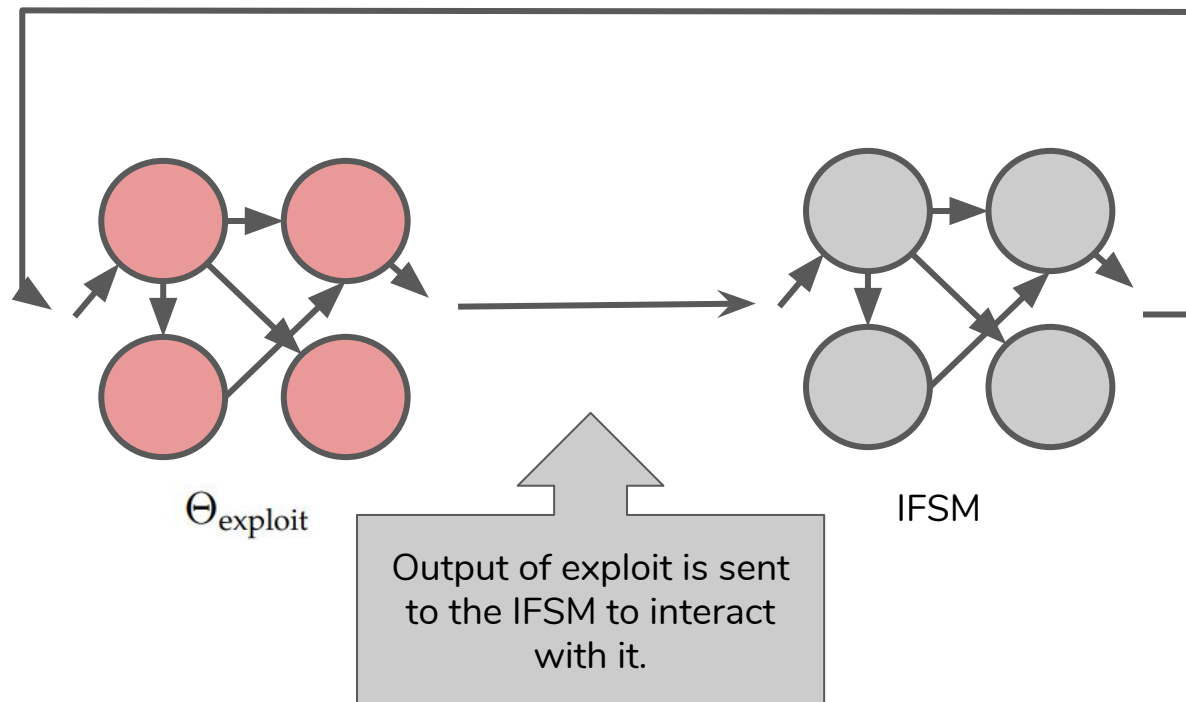 Θexploit
IFSM
Output of exploit is sent
to the IFSM to interact
with it.